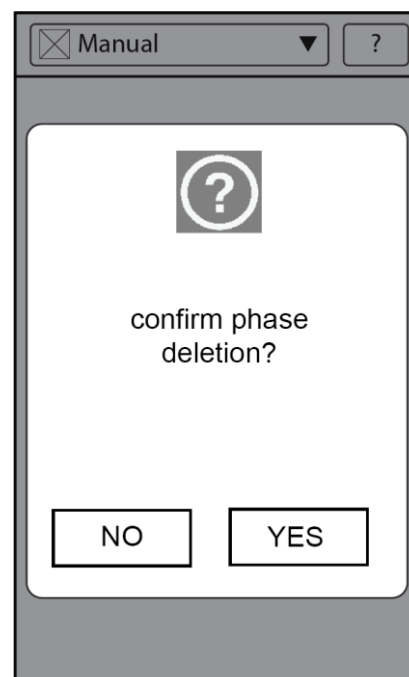 Manual ▼ ?
?
confirm phase
deletion?
NO YES